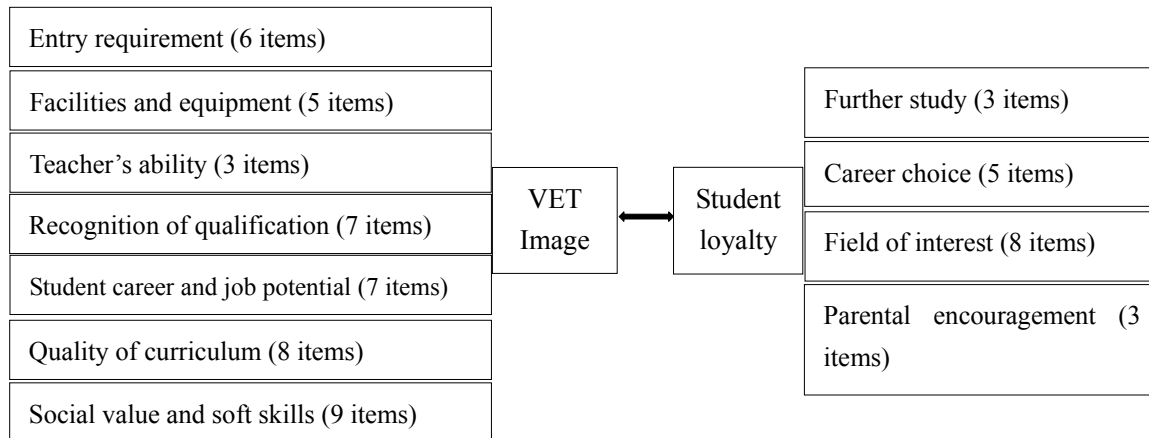 Entry requirement (6 items)
Facilities and equipment (5 items)
Teacher’s ability (3 items)
Recognition of qualification (7 items)
Student career and job potential (7 items)
Quality of curriculum (8 items)
Social value and soft skills (9 items)
VET
Image
Student
loyalty
Further study (3 items)
Career choice (5 items)
Field of interest (8 items)
Parental encouragement (3
items)